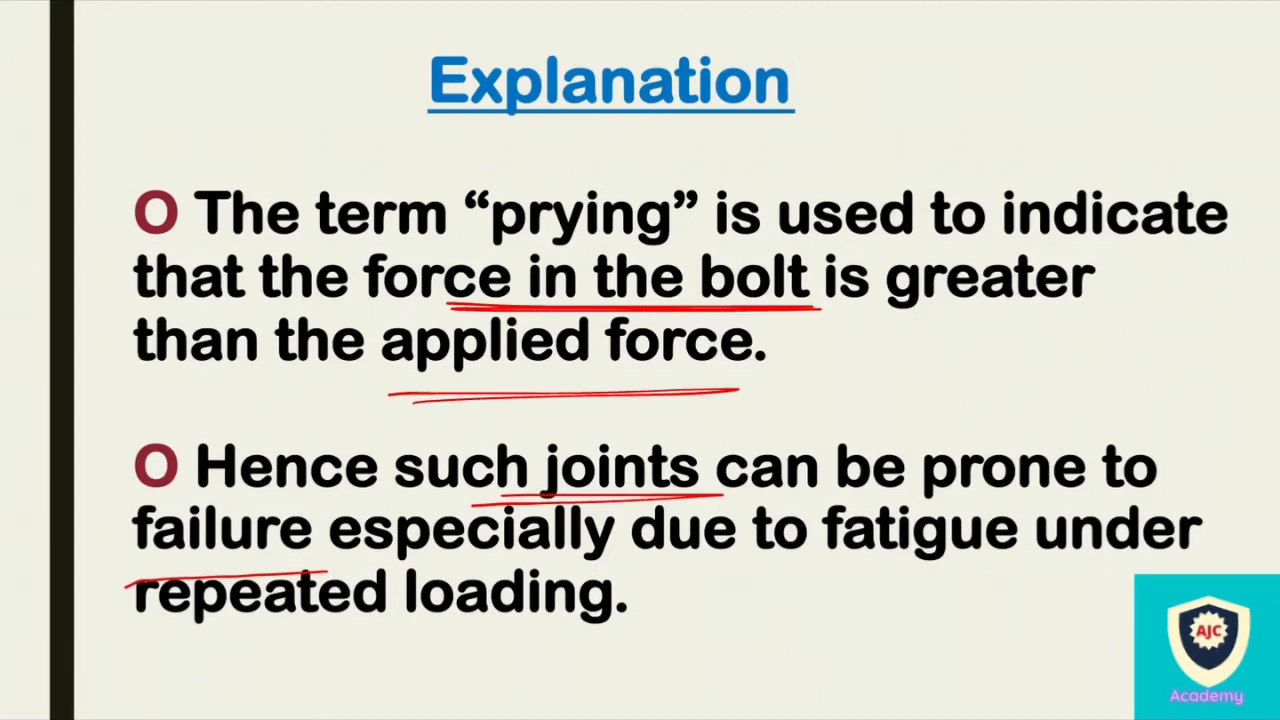 Explanation
O The term “prying” is used to indicate
that the force in the bolt is greater
than the applied force.
O Hence such joints can be prone to
failure especially due to fatigue under
repeated loading.
AJC
Academy